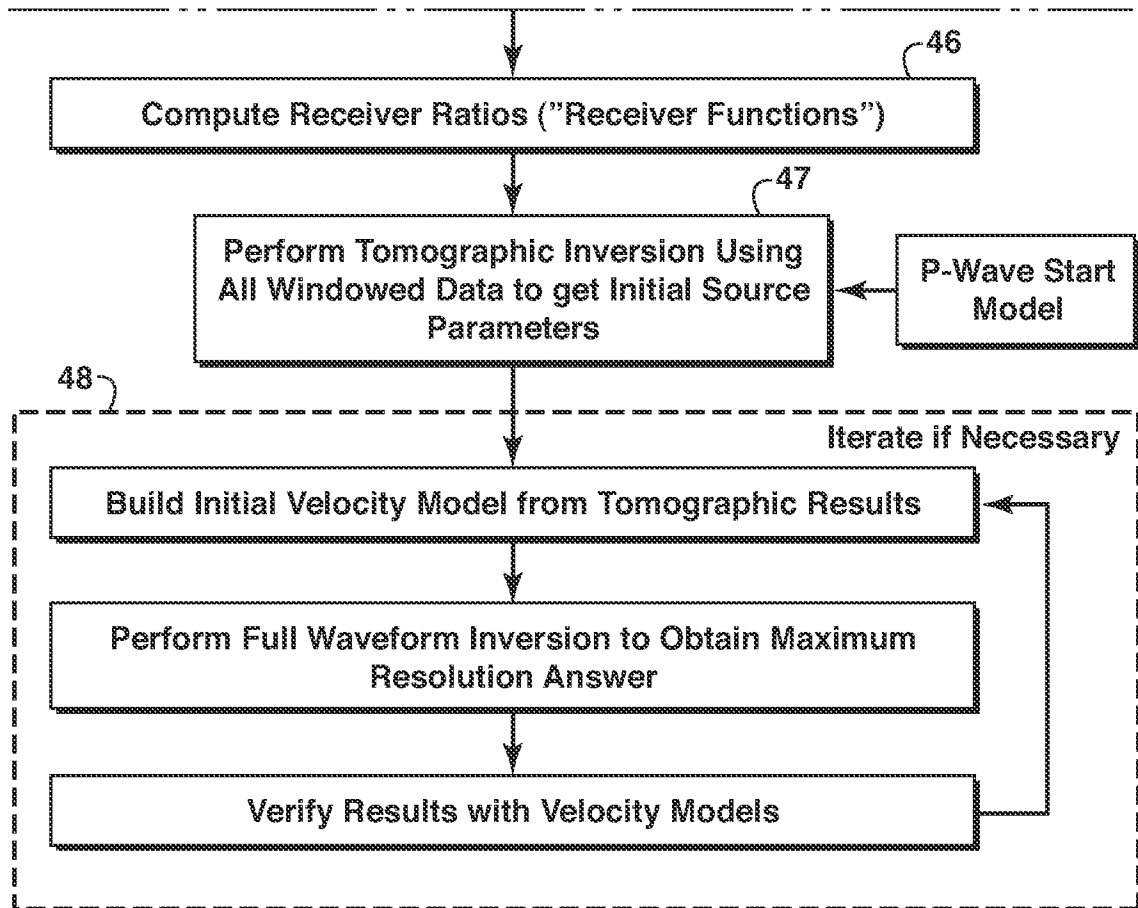 46
Compute Receiver Ratios (”Receiver Functions”)
47
Perform Tomographic Inversion Using
All Windowed Data to get Initial Source
Parameters
P-Wave Start
Model
48
Iterate if Necessary
Build Initial Velocity Model from Tomographic Results
Perform Full Waveform Inversion to Obtain Maximum
Resolution Answer
Verify Results with Velocity Models